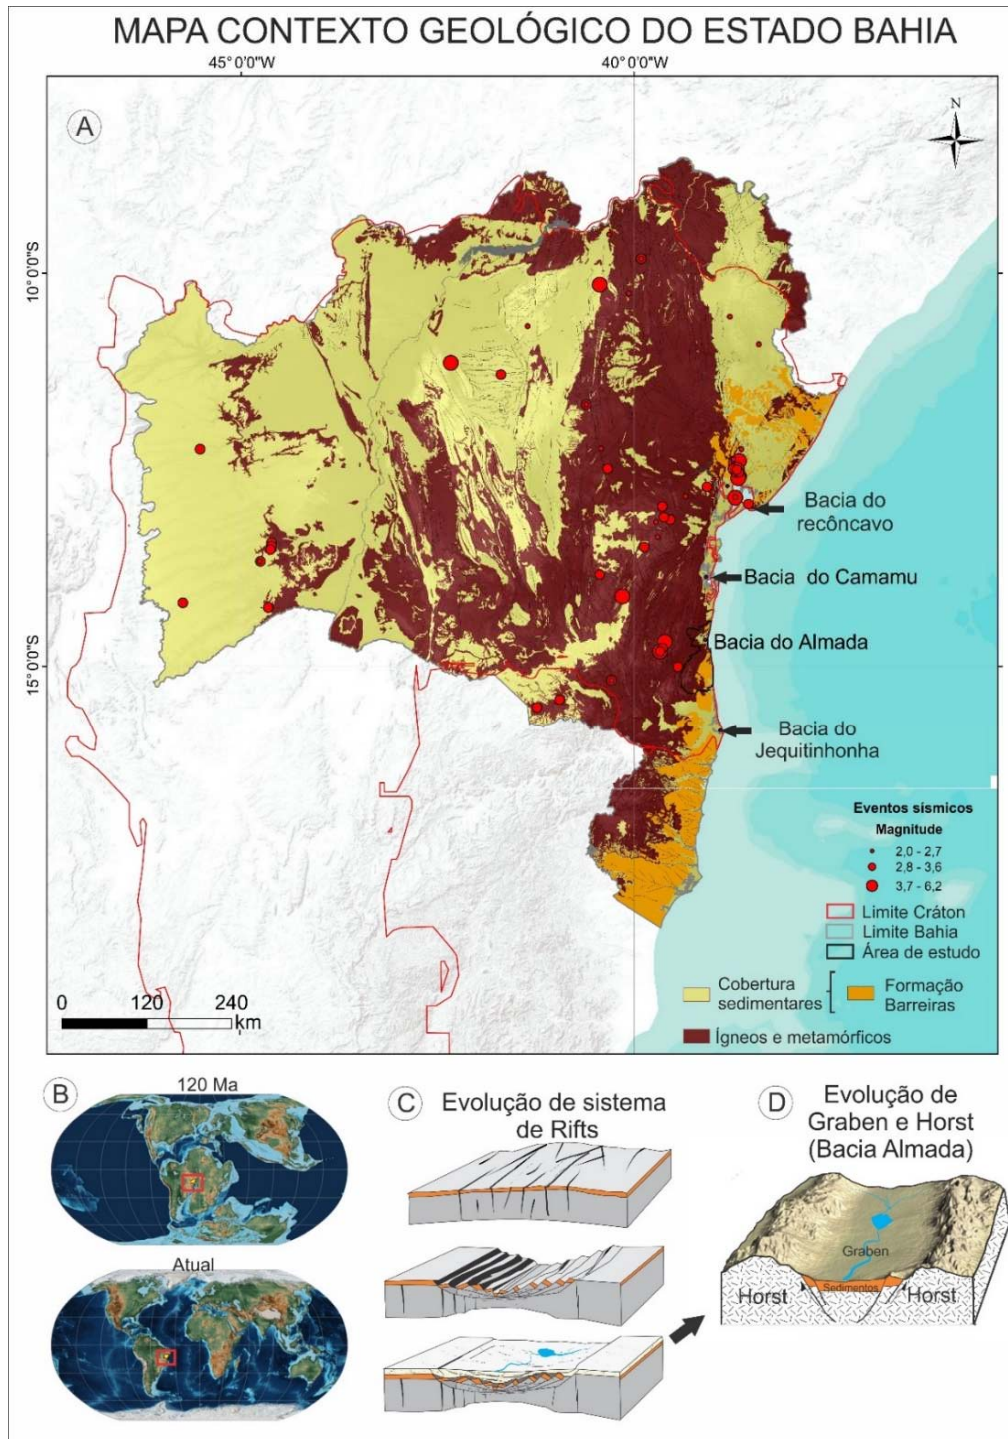 MAPA CONTEXTO GEOLÓGICO DO ESTADO BAHIA
45°0'0"W
40°0'0"W
A
N
10°0'0"S
15°0'0"S
Bacia do
recôncavo
Bacia do Camamu
Bacia do Almada
Bacia do
Jequitinhonha
Eventos sísmicos
Magnitude
2,0 - 2,7
2,8 - 3,6
3,7 - 6,2
Limite Cráton
Limite Bahia
Área de estudo
Cobertura
sedimentares
Formação
Barreiras
Ígneos e metamórficos
0 120 240
km
B
120 Ma
Atual
C
Evolução de sistema
de Rifts
D
Evolução de
Graben e Horst
(Bacia Almada)
Graben
Sedimentos
Horst
Horst